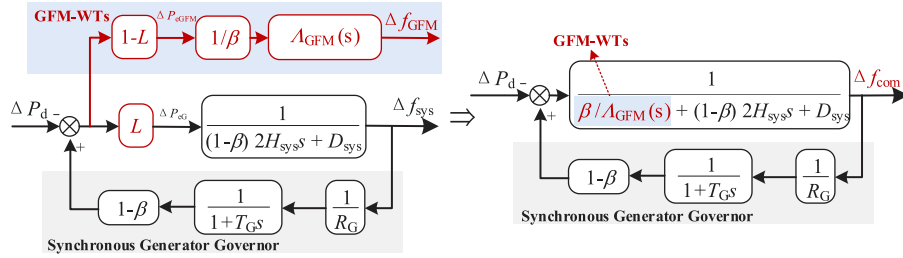 GFM-WTs
Δ P_eGFM
Δ f_GFM
1-L
1/β
Λ_GFM(s)
Δ P_d
-
+
L
Δ P_eG
1
(1-β) 2H_sys s + D_sys
Δ f_sys
1-β
1
1+T_G s
1
R_G
Synchronous Generator Governor
⇒
GFM-WTs
Δ P_d
-
+
1
β/Λ_GFM(s) + (1-β) 2H_sys s + D_sys
Δ f_com
1-β
1
1+T_G s
1
R_G
Synchronous Generator Governor